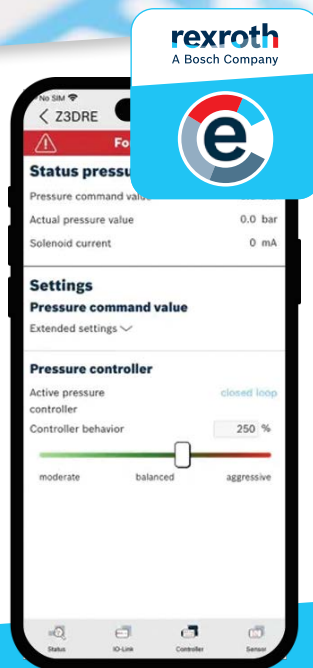 rexroth
A Bosch Company
e
No SIM
Z3DRE
Fo
Status pressu
Pressure command value
Actual pressure value 0.0 bar
Solenoid current 0 mA
Settings
Pressure command value
Extended settings
Pressure controller
Active pressure closed loop
controller
Controller behavior 250 %
moderate balanced aggressive
Status IO-Link Controller Sensor